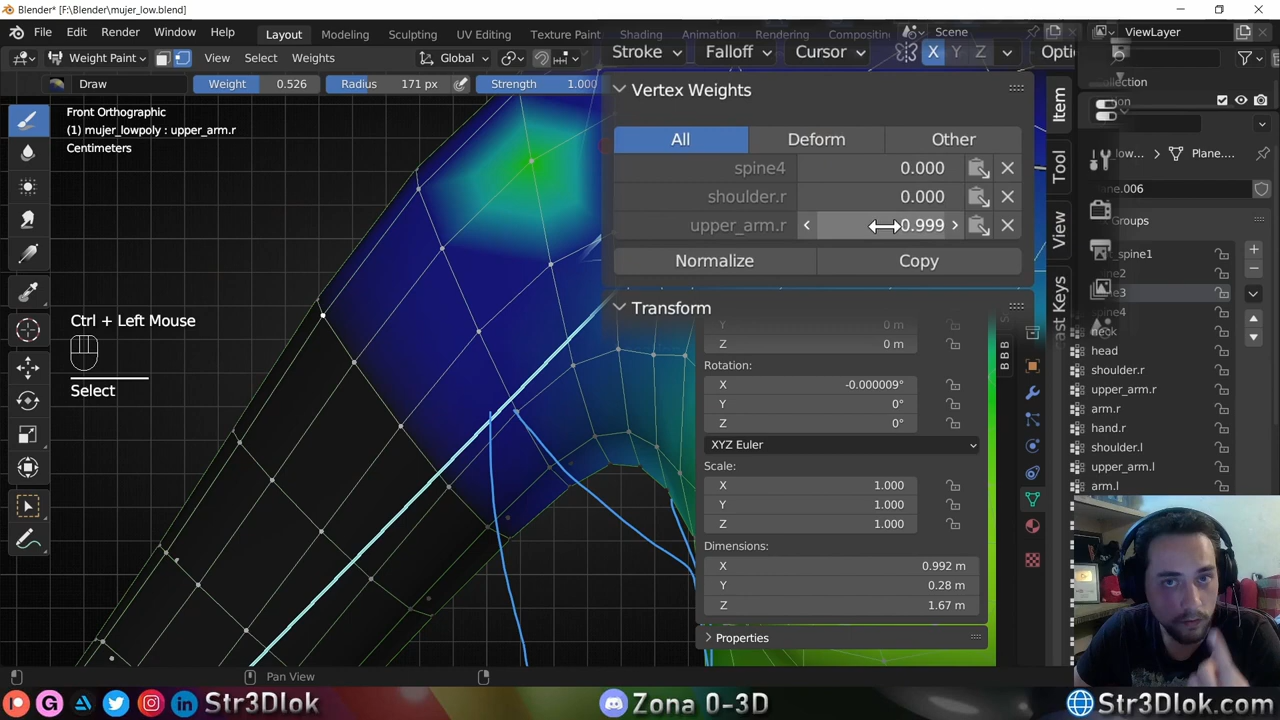 Blender* [F:\Blender\mujer_low.blend]
File Edit Render Window Help Layout Modeling Sculpting UV Editing Texture Paint Shading Animation Rendering Scene ViewLayer
Weight Paint View Select Weights Global
Stroke Falloff Cursor X Y Z
Draw Weight 0.526 Radius 171 px Strength 1.000
Front Orthographic
(1) mujer_lowpoly : upper_arm.r
Centimeters
Vertex Weights
All Deform Other
spine4 0.000
shoulder.r 0.000
upper_arm.r 0.999
Normalize Copy
Transform
Z 0 m
Rotation:
X -0.000009°
Y 0°
Z 0°
XYZ Euler
Scale:
X 1.000
Y 1.000
Z 1.000
Dimensions:
X 0.992 m
Y 0.28 m
Z 1.67 m
Properties
Item
Tool
View
Ctrl + Left Mouse
Select
Plane....
Groups
neck
head
shoulder.r
upper_arm.r
arm.r
hand.r
shoulder.l
upper_arm.l
arm.l
Pan View
Str3Dlok Zona 0-3D Str3Dlok.com